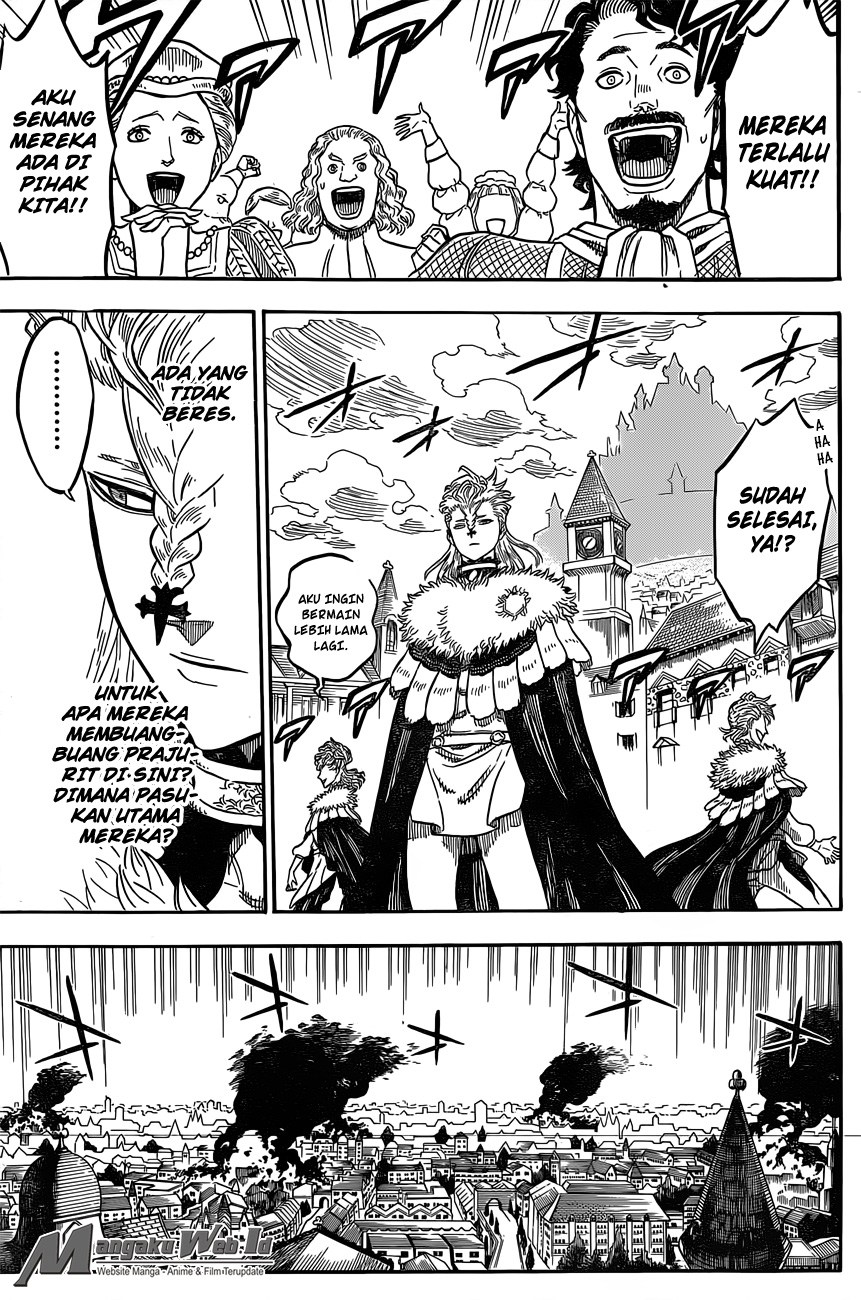 MEREKA
TERLALU
KUAT!!
AKU
SENANG
MEREKA
ADA DI
PIHAK
KITA!!
A
HA
HA
SUDAH
SELESAI,
YA!?
AKU INGIN
BERMAIN
LEBIH LAMA
LAGI.
ADA YANG
TIDAK
BERES.
.........
UNTUK
APA MEREKA
MEMBUANG-
BUANG PRAJU-
RIT DI SINI?
DIMANA PASU-
KAN UTAMA
MEREKA?
MangakuWeb.Id
Website Manga - Anime & Film Terupdate